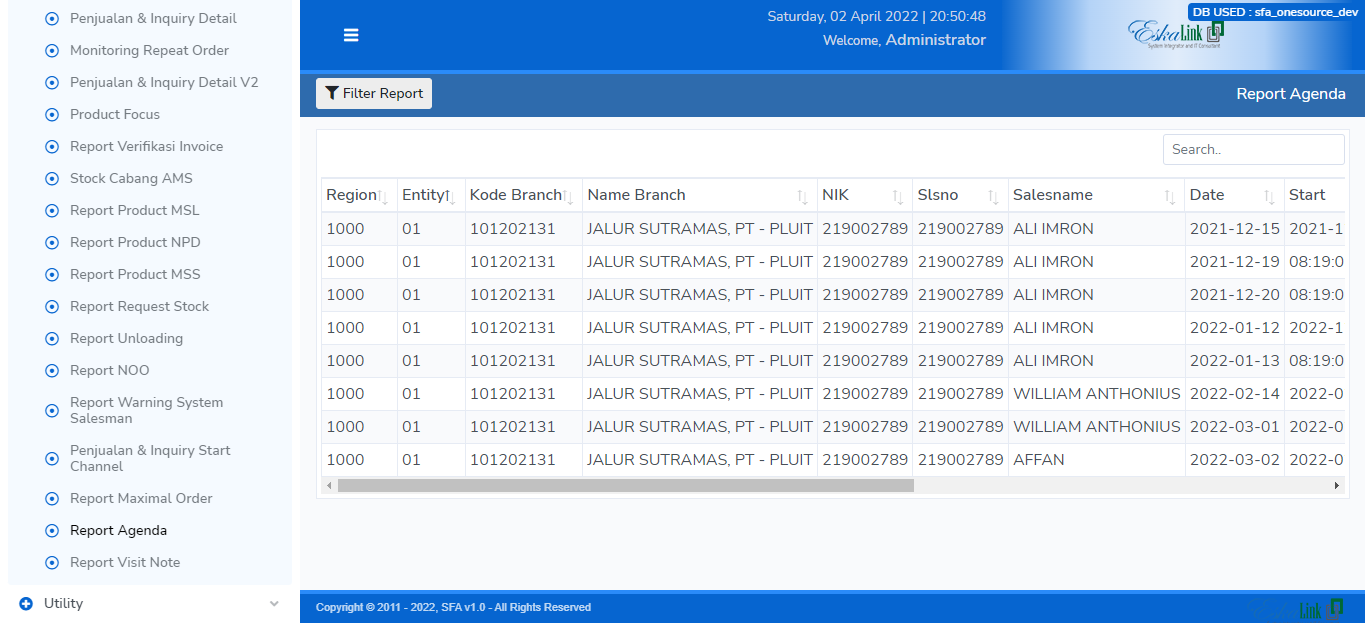 Penjualan & Inquiry Detail
Monitoring Repeat Order
Penjualan & Inquiry Detail V2
Product Focus
Report Verifikasi Invoice
Stock Cabang AMS
Report Product MSL
Report Product NPD
Report Product MSS
Report Request Stock
Report Unloading
Report NOO
Report Warning System
Salesman
Penjualan & Inquiry Start
Channel
Report Maximal Order
Report Agenda
Report Visit Note
Utility
Saturday, 02 April 2022 | 20:50:48
Welcome, Administrator
DB USED : sfa_onesource_dev
EskaLink
System Integrator and IT Consultant
Filter Report
Report Agenda
Search..
Region Entity Kode Branch Name Branch NIK Slsno Salesname Date Start
1000 01 101202131 JALUR SUTRAMAS, PT - PLUIT 219002789 219002789 ALI IMRON 2021-12-15 2021-1
1000 01 101202131 JALUR SUTRAMAS, PT - PLUIT 219002789 219002789 ALI IMRON 2021-12-19 08:19:0
1000 01 101202131 JALUR SUTRAMAS, PT - PLUIT 219002789 219002789 ALI IMRON 2021-12-20 08:19:0
1000 01 101202131 JALUR SUTRAMAS, PT - PLUIT 219002789 219002789 ALI IMRON 2022-01-12 2022-1
1000 01 101202131 JALUR SUTRAMAS, PT - PLUIT 219002789 219002789 ALI IMRON 2022-01-13 08:19:0
1000 01 101202131 JALUR SUTRAMAS, PT - PLUIT 219002789 219002789 WILLIAM ANTHONIUS 2022-02-14 2022-0
1000 01 101202131 JALUR SUTRAMAS, PT - PLUIT 219002789 219002789 WILLIAM ANTHONIUS 2022-03-01 2022-0
1000 01 101202131 JALUR SUTRAMAS, PT - PLUIT 219002789 219002789 AFFAN 2022-03-02 2022-0
Copyright © 2011 - 2022, SFA v1.0 - All Rights Reserved
EskaLink